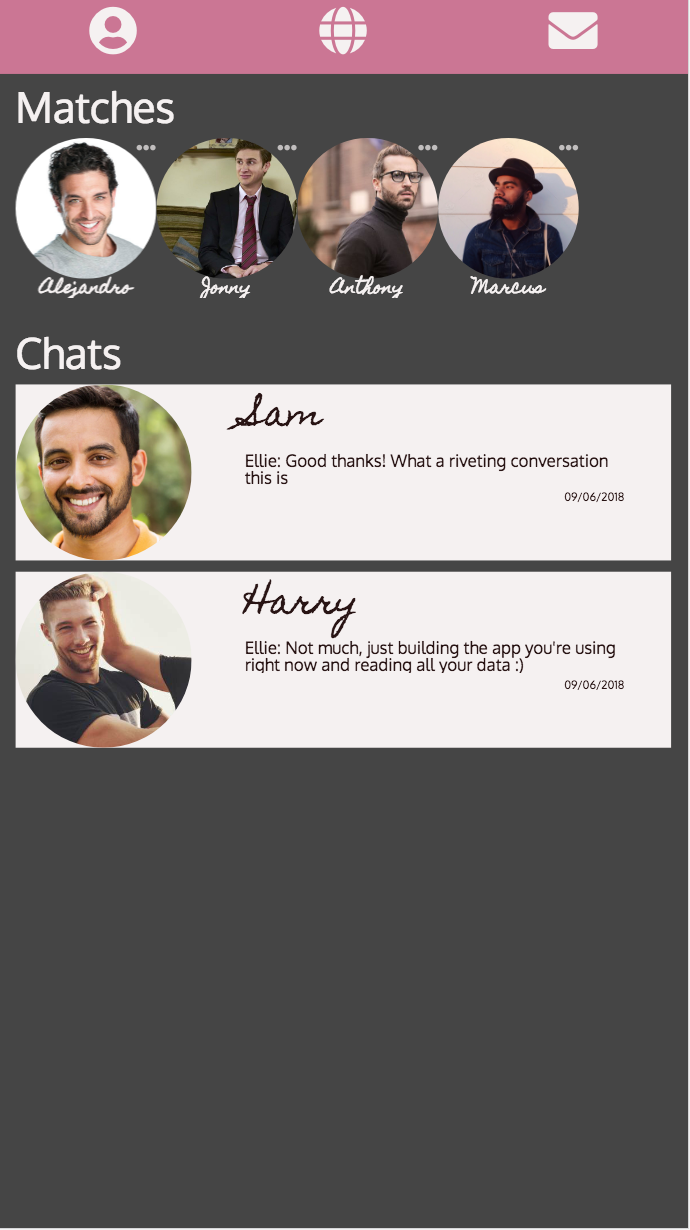 Matches
Alejandro Jonny Anthony Marcus
Chats
Sam
Ellie: Good thanks! What a riveting conversation
this is
09/06/2018
Harry
Ellie: Not much, just building the app you're using
right now and reading all your data :)
09/06/2018